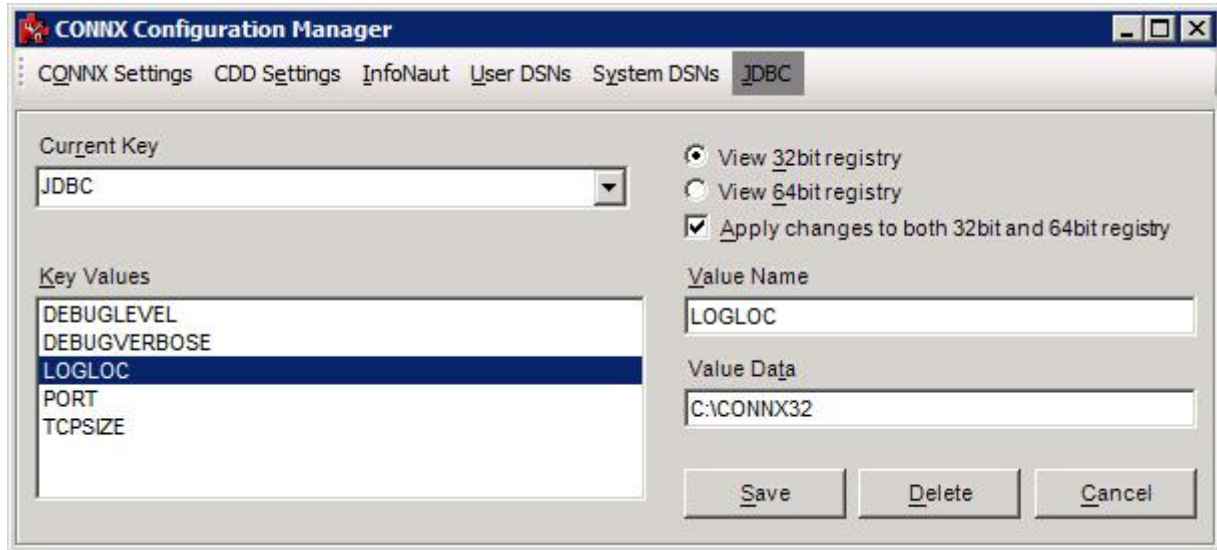 CONNX Configuration Manager
CONNX Settings CDD Settings InfoNaut User DSNs System DSNs JDBC
Current Key
JDBC
View 32bit registry
View 64bit registry
Apply changes to both 32bit and 64bit registry
Key Values
DEBUGLEVEL
DEBUGVERBOSE
LOGLOC
PORT
TCPSIZE
Value Name
LOGLOC
Value Data
C:\CONNX32
Save Delete Cancel